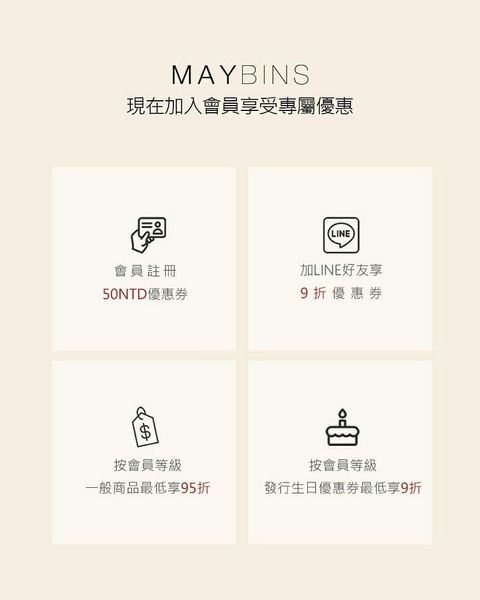 MAYBINS
現在加入會員享受專屬優惠
會員註冊
50NTD優惠券
LINE
加LINE好友享
9折優惠券
$
按會員等級
一般商品最低享95折
按會員等級
發行生日優惠券最低享9折